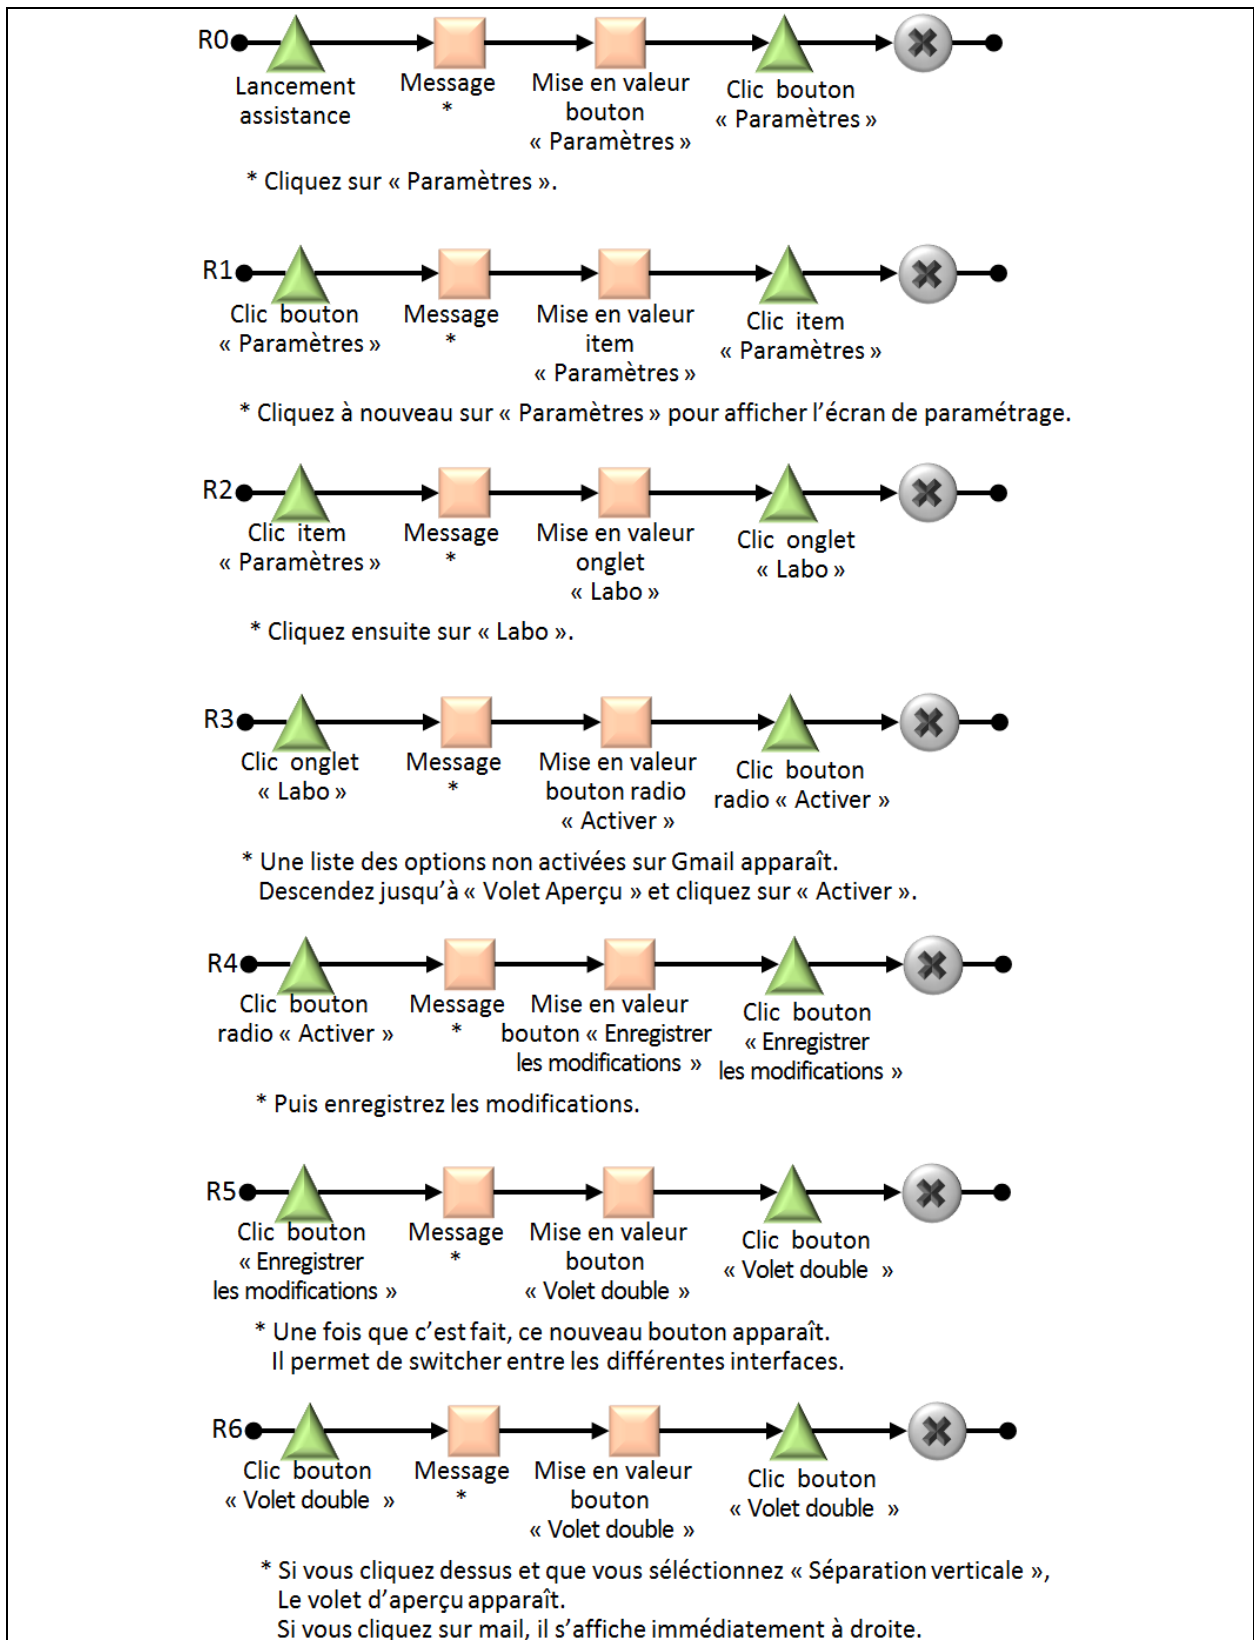 R0
Lancement
assistance
Message
*
Mise en valeur
bouton
« Paramètres »
Clic bouton
« Paramètres »
* Cliquez sur « Paramètres ».
R1
Clic bouton
« Paramètres »
Message
*
Mise en valeur
item
« Paramètres »
Clic item
« Paramètres »
* Cliquez à nouveau sur « Paramètres » pour afficher l’écran de paramétrage.
R2
Clic item
« Paramètres »
Message
*
Mise en valeur
onglet
« Labo »
Clic onglet
« Labo »
* Cliquez ensuite sur « Labo ».
R3
Clic onglet
« Labo »
Message
*
Mise en valeur
bouton radio
« Activer »
Clic bouton
radio « Activer »
* Une liste des options non activées sur Gmail apparaît.
Descendez jusqu’à « Volet Aperçu » et cliquez sur « Activer ».
R4
Clic bouton
radio « Activer »
Message
*
Mise en valeur
bouton « Enregistrer
les modifications »
Clic bouton
« Enregistrer
les modifications »
* Puis enregistrez les modifications.
R5
Clic bouton
« Enregistrer
les modifications »
Message
*
Mise en valeur
bouton
« Volet double »
Clic bouton
« Volet double »
* Une fois que c’est fait, ce nouveau bouton apparaît.
Il permet de switcher entre les différentes interfaces.
R6
Clic bouton
« Volet double »
Message
*
Mise en valeur
bouton
« Volet double »
Clic bouton
« Volet double »
* Si vous cliquez dessus et que vous séléctionnez « Séparation verticale »,
Le volet d’aperçu apparaît.
Si vous cliquez sur mail, il s’affiche immédiatement à droite.